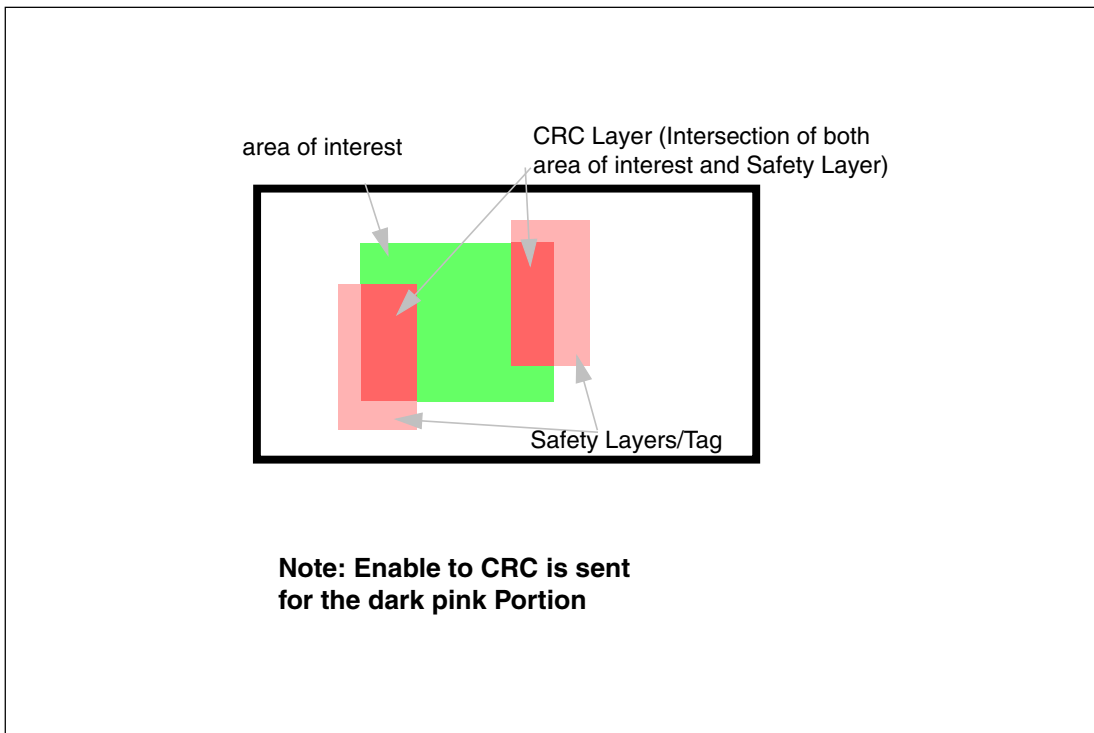 area of interest
CRC Layer (Intersection of both
area of interest and Safety Layer)
Safety Layers/Tag
Note: Enable to CRC is sent
for the dark pink Portion